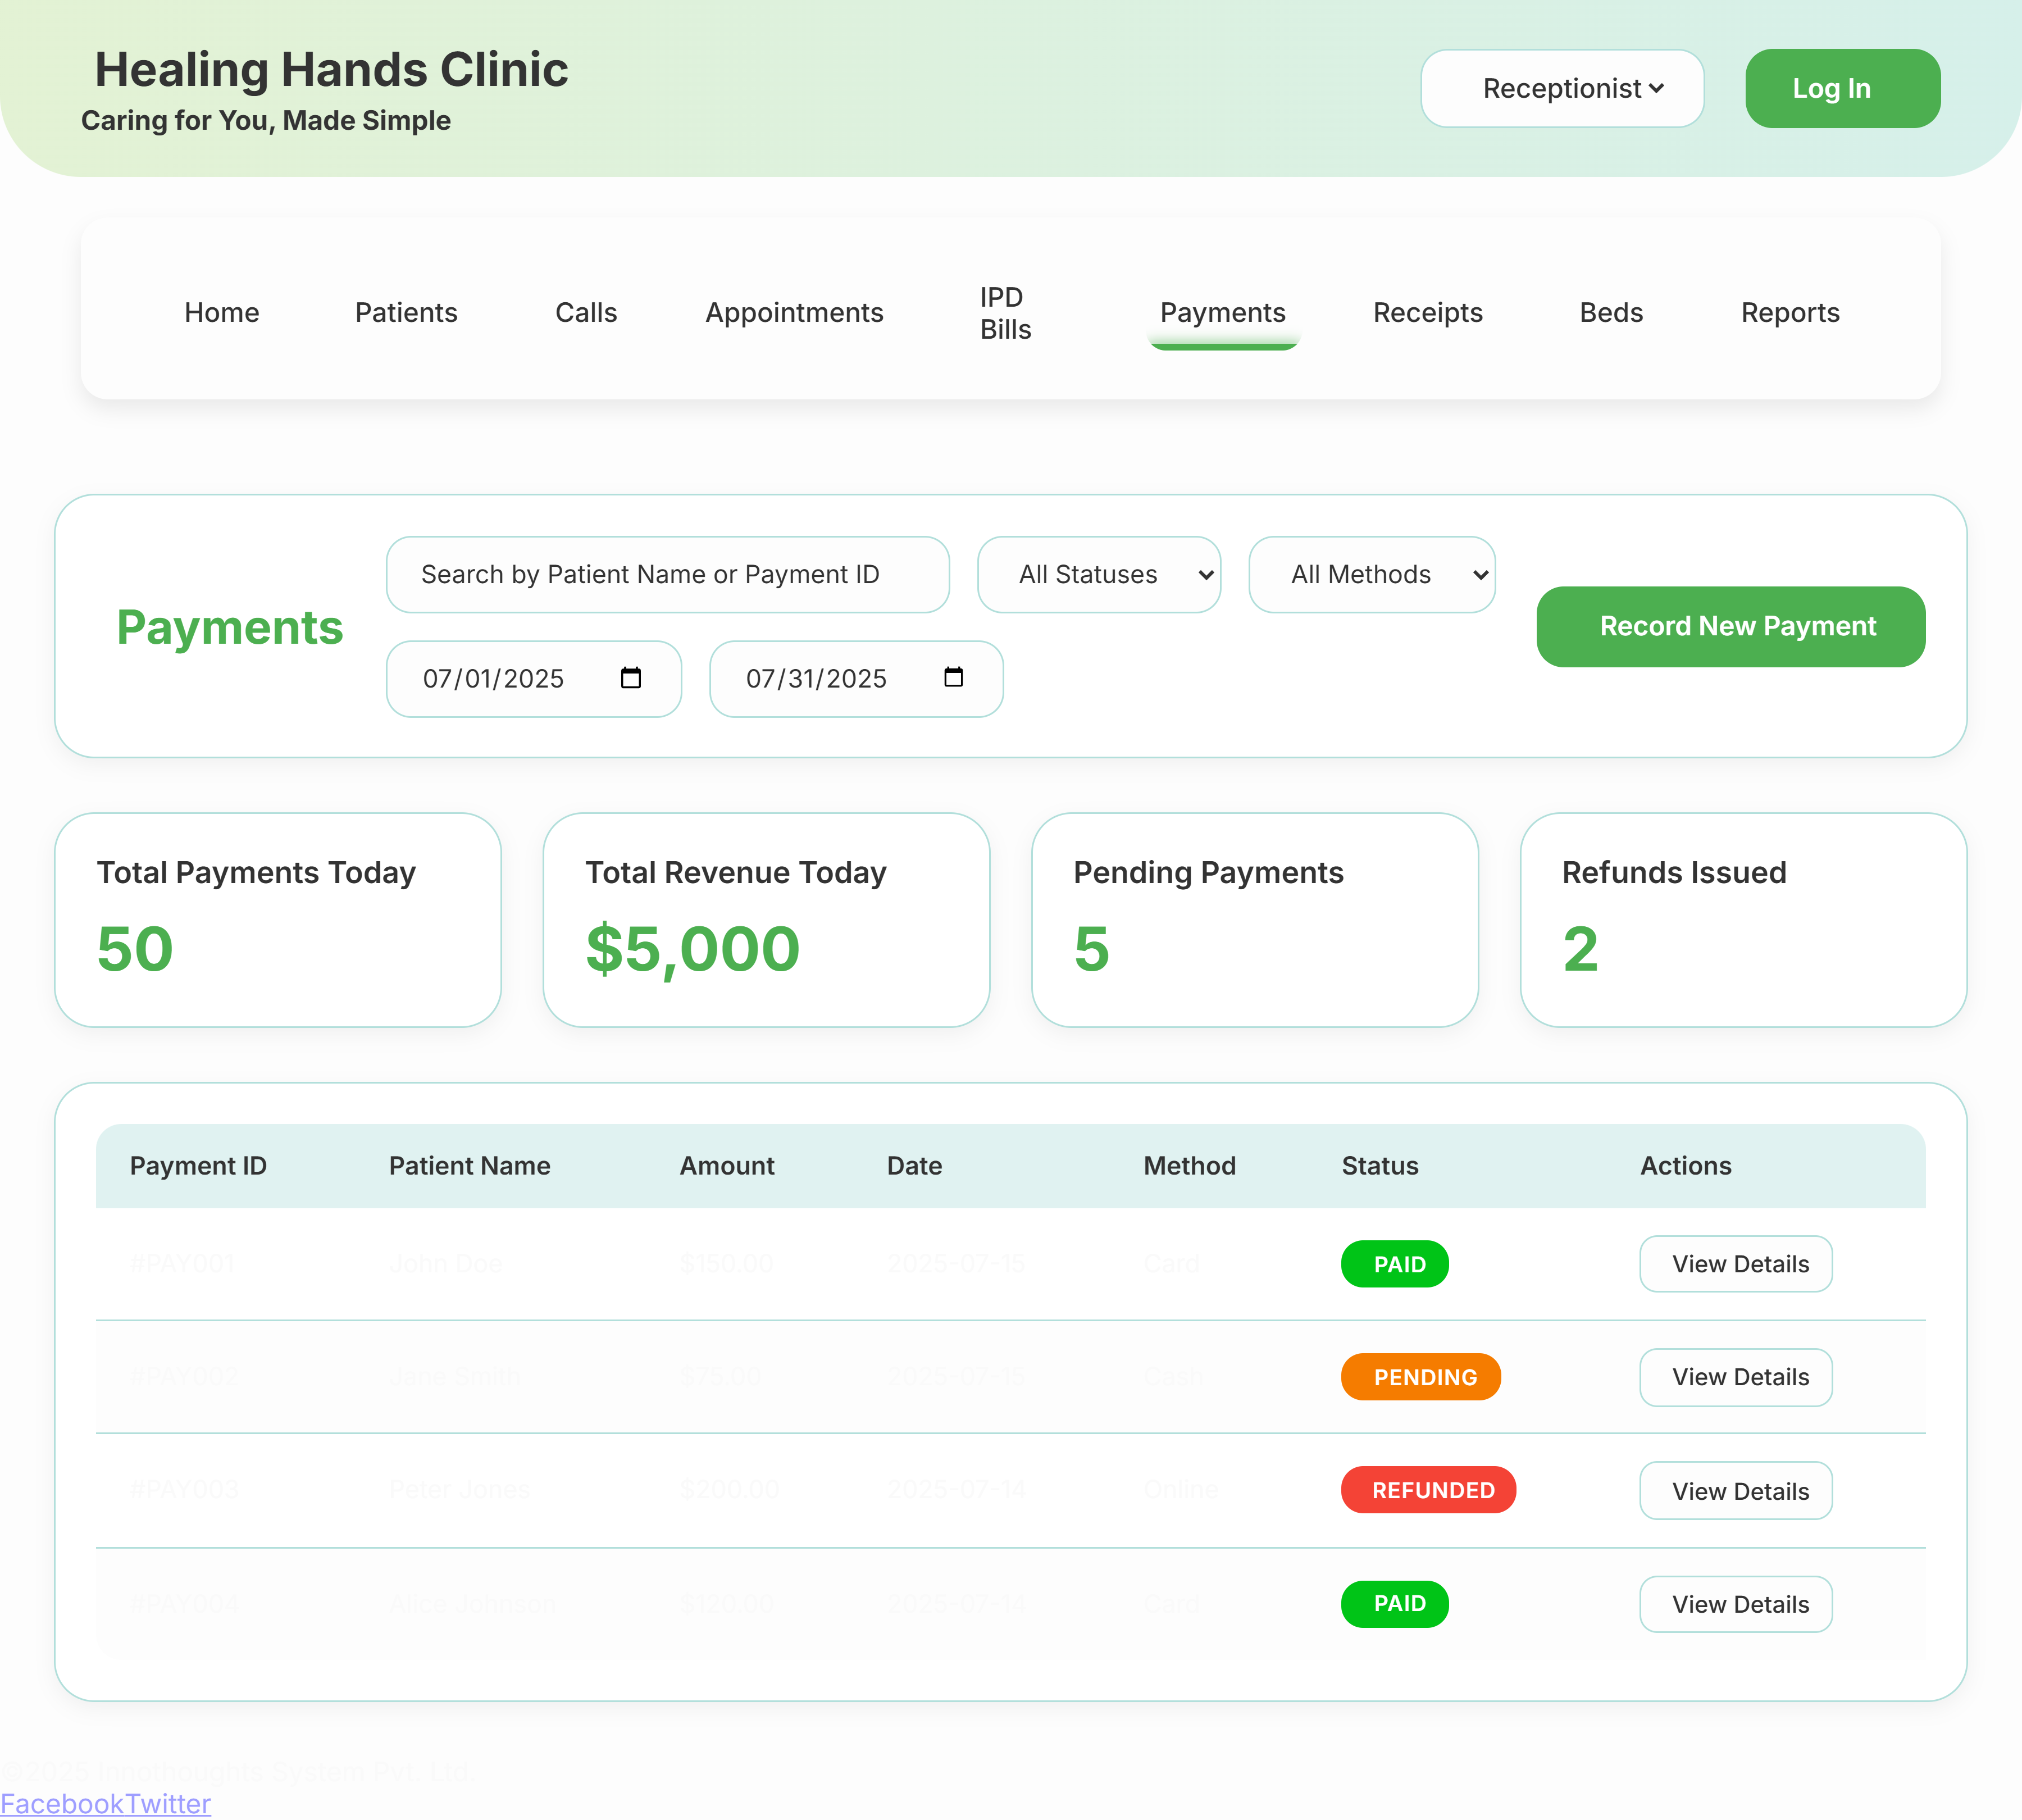 Healing Hands Clinic
Caring for You, Made Simple
Receptionist
Log In
Home
Patients
Calls
Appointments
IPD
Bills
Payments
Receipts
Beds
Reports
Payments
Search by Patient Name or Payment ID
All Statuses
All Methods
07/01/2025
07/31/2025
Record New Payment
Total Payments Today
50
Total Revenue Today
$5,000
Pending Payments
5
Refunds Issued
2
Payment ID Patient Name Amount Date Method Status Actions
#PAY001 John Doe $150.00 2025-07-15 Card PAID View Details
#PAY002 Jane Smith $75.00 2025-07-15 Cash PENDING View Details
#PAY003 Peter Jones $200.00 2025-07-14 Online REFUNDED View Details
#PAY004 Alice Johnson $120.00 2025-07-14 Card PAID View Details
©2025 Innothoughts System Pvt. Ltd.
FacebookTwitter